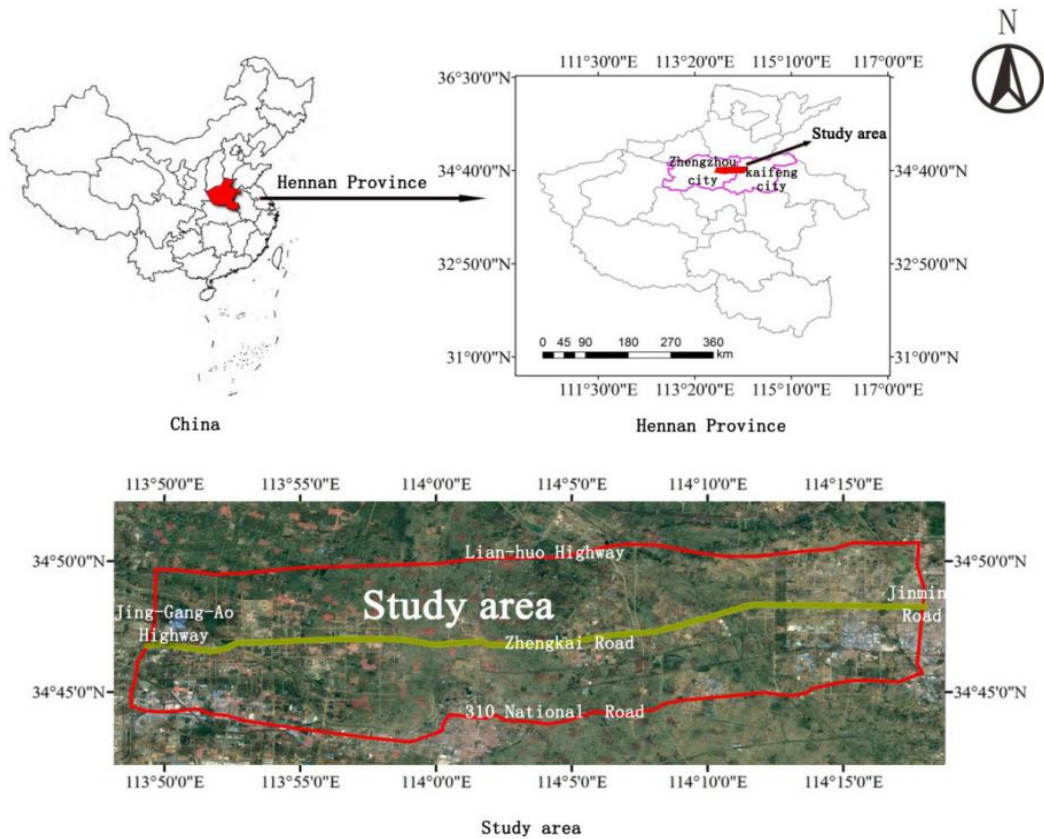 N
111°30'0"E 113°20'0"E 115°10'0"E 117°0'0"E
36°30'0"N
34°40'0"N
32°50'0"N
31°0'0"N
Study area
Zhengzhou
city
kaifeng
city
34°40'0"N
32°50'0"N
31°0'0"N
Hennan Province
0 45 90 180 270 360
km
111°30'0"E 113°20'0"E 115°10'0"E 117°0'0"E
China
Hennan Province
113°50'0"E 113°55'0"E 114°0'0"E 114°5'0"E 114°10'0"E 114°15'0"E
34°50'0"N
Lian-huo Highway
34°50'0"N
Study area
Jing-Gang-Ao
Highway
Jinmin
Road
Zhengkai Road
34°45'0"N
310 National Road
34°45'0"N
113°50'0"E 113°55'0"E 114°0'0"E 114°5'0"E 114°10'0"E 114°15'0"E
Study area